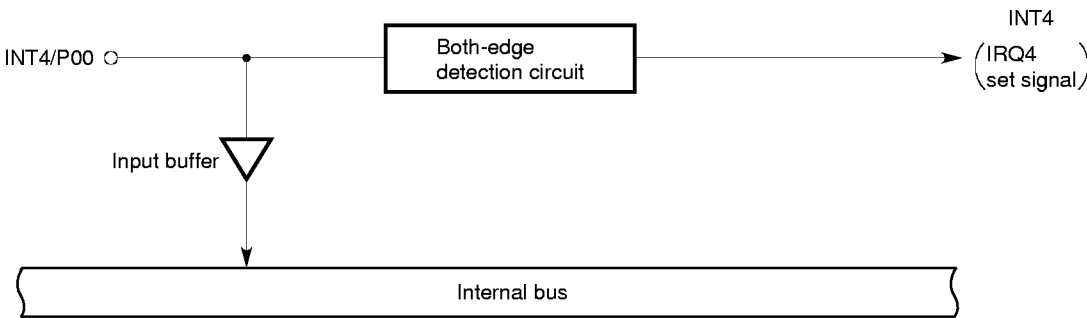 INT4
INT4/P00
Both-edge
detection circuit
(IRQ4
set signal)
Input buffer
Internal bus